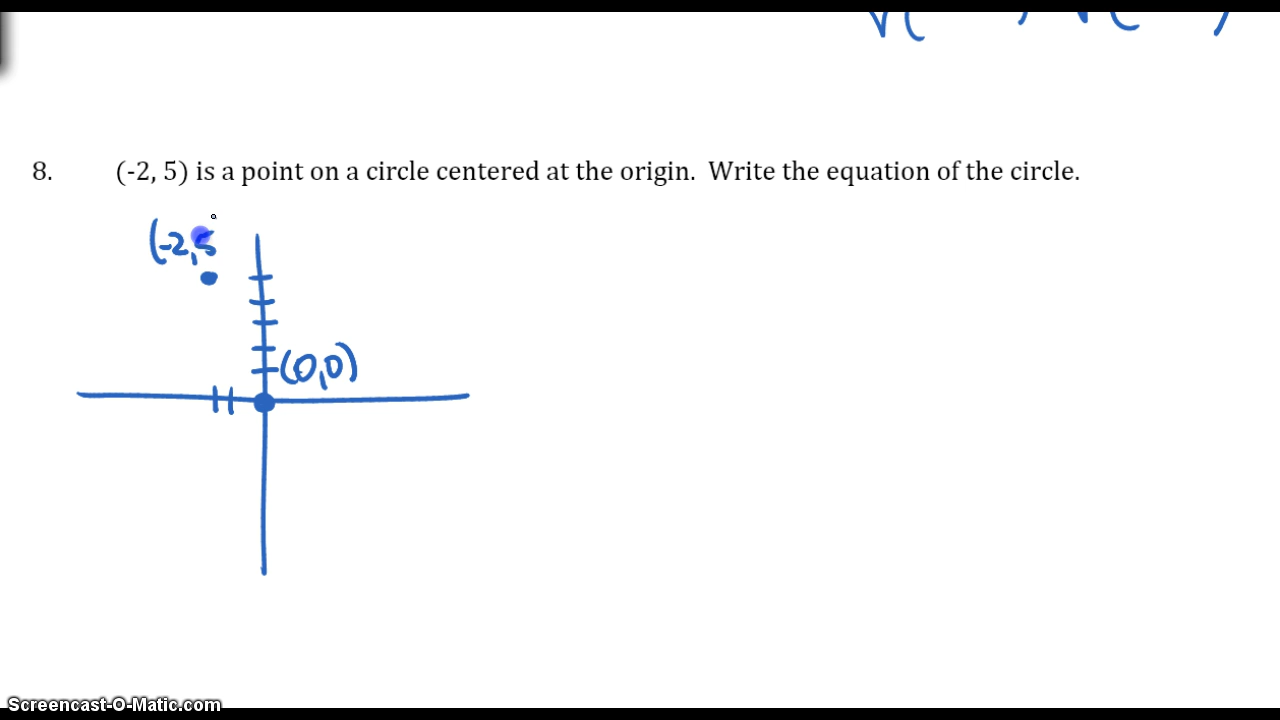 8. (-2, 5) is a point on a circle centered at the origin. Write the equation of the circle.
(-2,5
(0,0)
Screencast-O-Matic.com